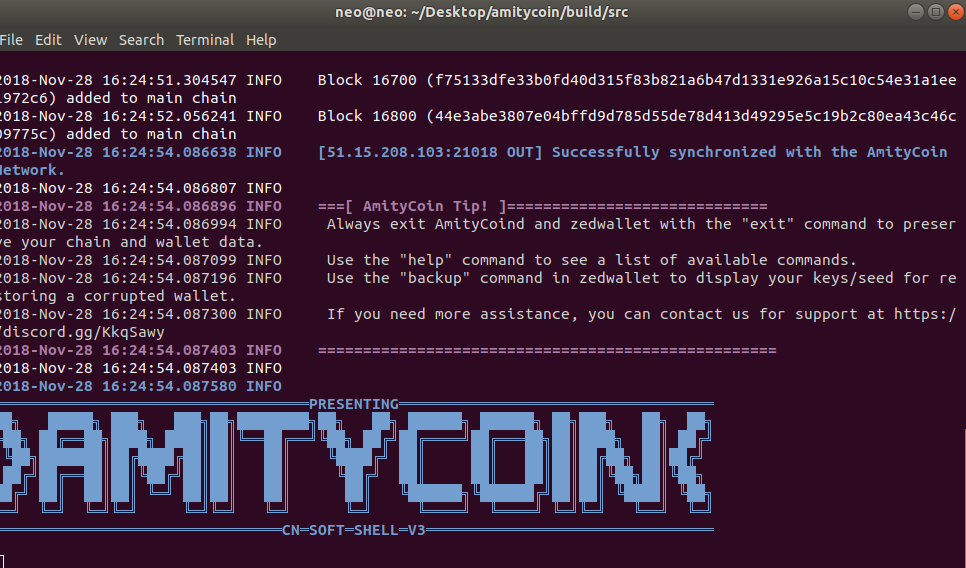 neo@neo: ~/Desktop/amitycoin/build/src
File Edit View Search Terminal Help
2018-Nov-28 16:24:51.304547 INFO Block 16700 (f75133dfe33b0fd40d315f83b821a6b47d1331e926a15c10c54e31a1ee
1972c6) added to main chain
2018-Nov-28 16:24:52.056241 INFO Block 16800 (44e3abe3807e04bffd9d785d55de78d413d49295e5c19b2c80ea43c46c
09775c) added to main chain
2018-Nov-28 16:24:54.086638 INFO [51.15.208.103:21018 OUT] Successfully synchronized with the AmityCoin
Network.
2018-Nov-28 16:24:54.086807 INFO
2018-Nov-28 16:24:54.086896 INFO ===[ AmityCoin Tip! ]=============================
2018-Nov-28 16:24:54.086994 INFO Always exit AmityCoind and zedwallet with the "exit" command to preser
ve your chain and wallet data.
2018-Nov-28 16:24:54.087099 INFO Use the "help" command to see a list of available commands.
2018-Nov-28 16:24:54.087196 INFO Use the "backup" command in zedwallet to display your keys/seed for re
storing a corrupted wallet.
2018-Nov-28 16:24:54.087300 INFO If you need more assistance, you can contact us for support at https:/
/discord.gg/KkqSawy
2018-Nov-28 16:24:54.087403 INFO ===================================================
2018-Nov-28 16:24:54.087403 INFO
2018-Nov-28 16:24:54.087580 INFO
PRESENTING
AMITYCOIN
CN═SOFT═SHELL═V3